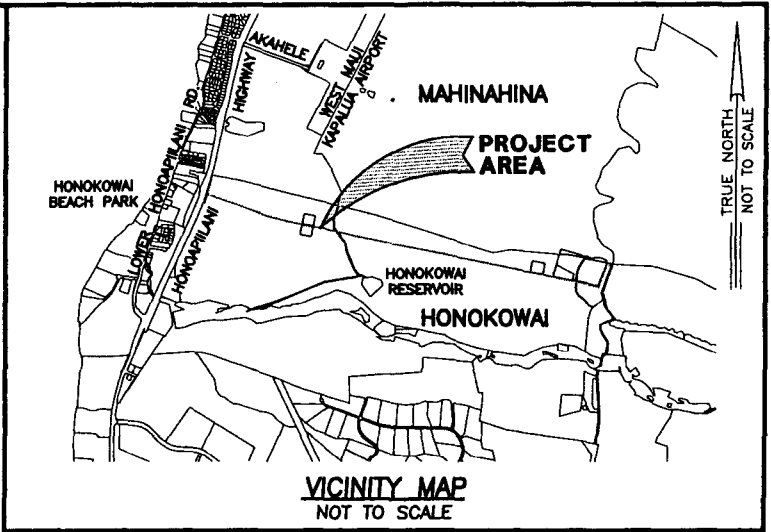 AKAHELE
WEST MAUI
KAPALUA AIRPORT
MAHINAHINA
HIGHWAY
HONOAPIILANI RD.
LOWER
HONOAPIILANI
PROJECT
AREA
HONOKOWAI
BEACH PARK
HONOKOWAI
RESERVOIR
HONOKOWAI
TRUE NORTH
NOT TO SCALE
VICINITY MAP
NOT TO SCALE